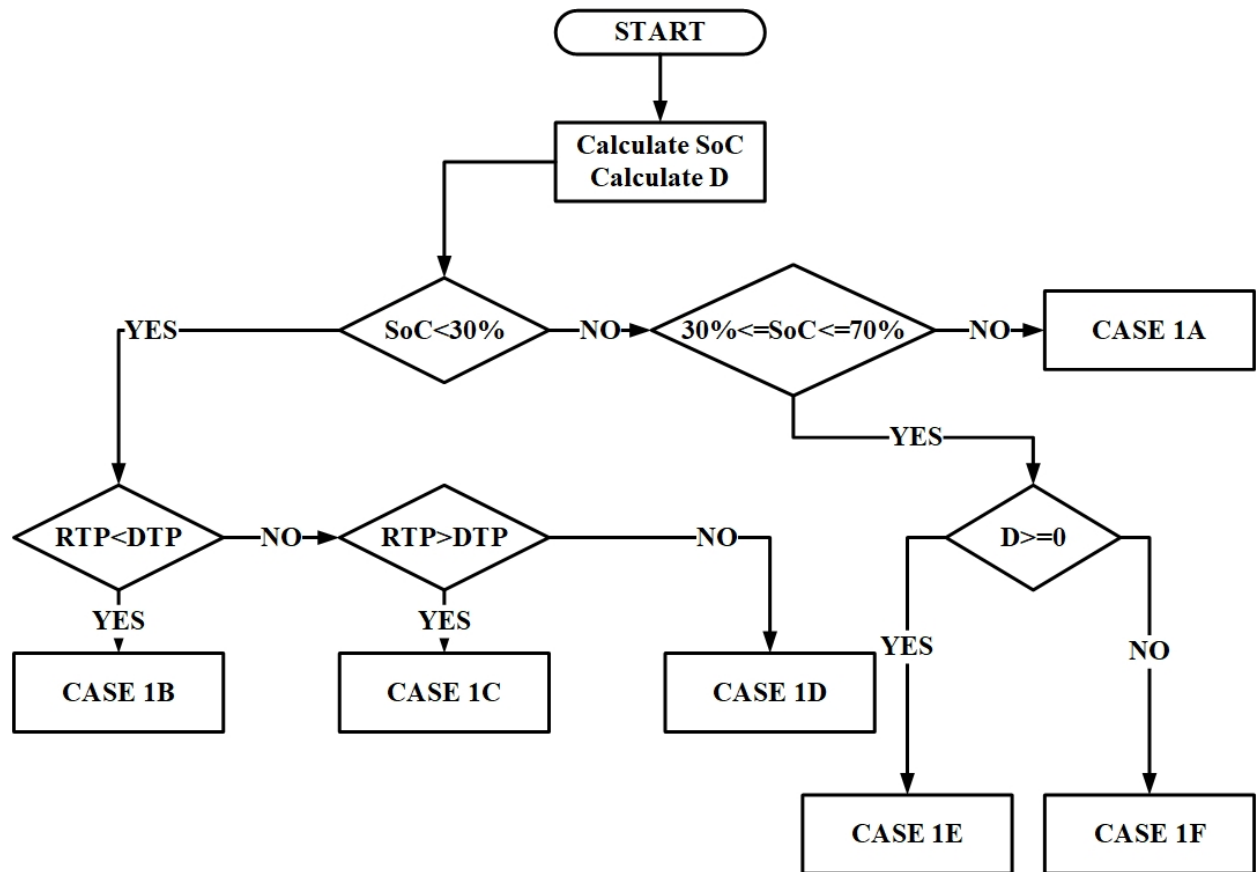 START
Calculate SoC
Calculate D
YES
SoC<30%
NO
30%<=SoC<=70%
NO
CASE 1A
YES
RTP<DTP
NO
RTP>DTP
NO
D>=0
YES
YES
YES
NO
CASE 1B
CASE 1C
CASE 1D
CASE 1E
CASE 1F